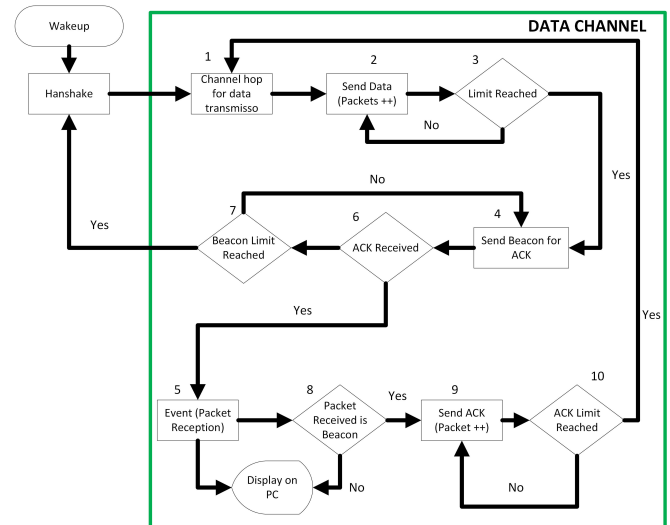 Wakeup
DATA CHANNEL
1
2
3
Hanshake
Channel hop
for data
transmisso
Send Data
(Packets ++)
Limit Reached
No
Yes
No
7
6
4
Yes
Beacon Limit
Reached
ACK Received
Send Beacon for
ACK
Yes
Yes
5
8
9
10
Event (Packet
Reception)
Packet
Received is
Beacon
Yes
Send ACK
(Packet ++)
ACK Limit
Reached
Display on
PC
No
No